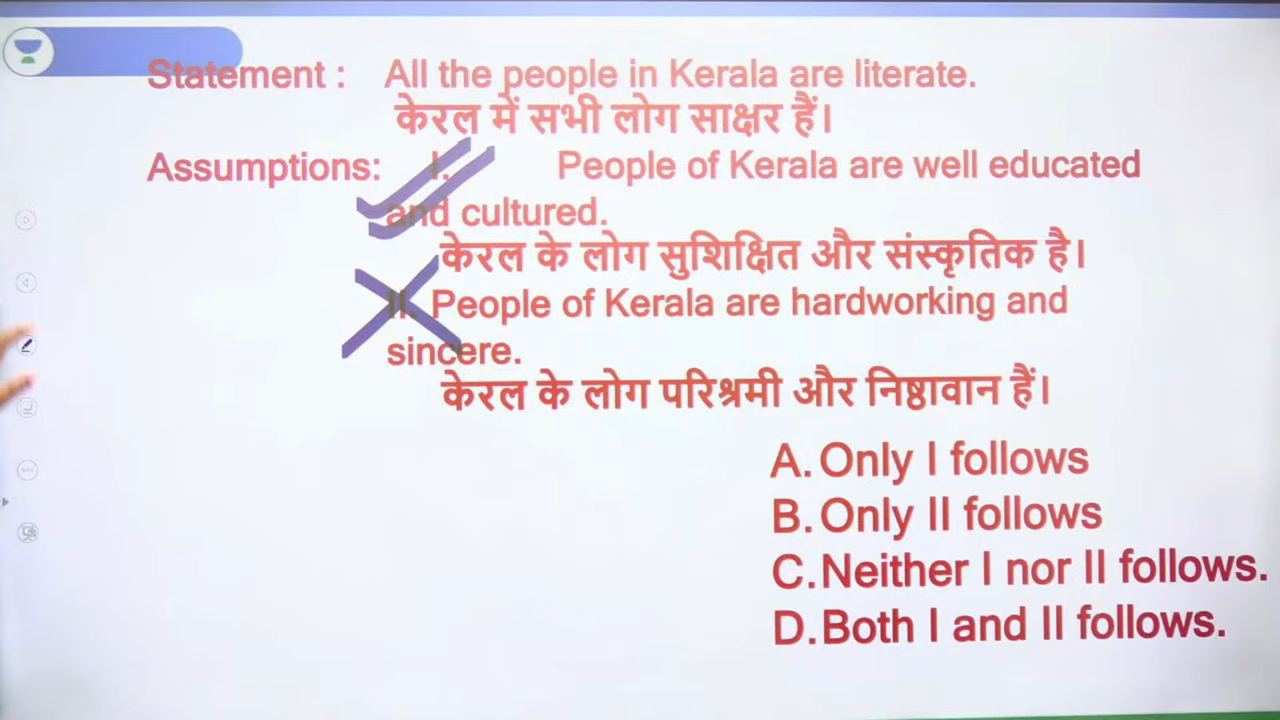 Statement : All the people in Kerala are literate.
केरल में सभी लोग साक्षर हैं।
Assumptions: I. People of Kerala are well educated
and cultured.
केरल के लोग सुशिक्षित और संस्कृतिक है।
II. People of Kerala are hardworking and
sincere.
केरल के लोग परिश्रमी और निष्ठावान हैं।
A. Only I follows
B. Only II follows
C. Neither I nor II follows.
D. Both I and II follows.